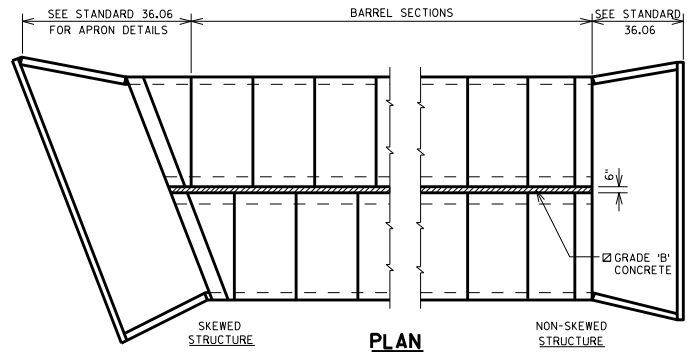 SEE STANDARD 36.06
FOR APRON DETAILS
BARREL SECTIONS
SEE STANDARD
36.06
6"
GRADE 'B'
CONCRETE
SKEWED
STRUCTURE
PLAN
NON-SKEWED
STRUCTURE